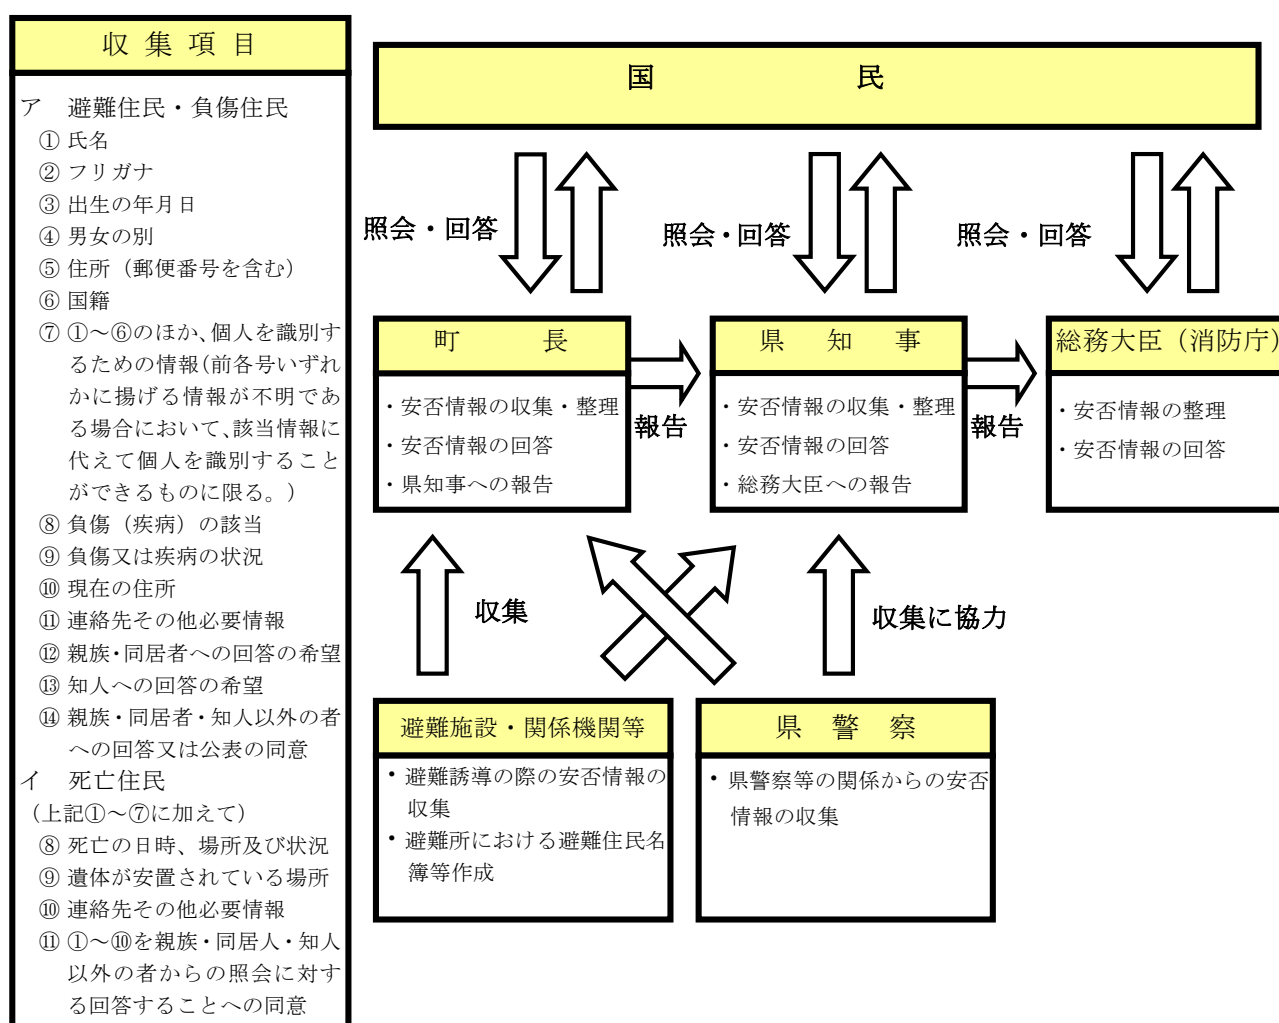 収集項目
ア　避難住民・負傷住民
① 氏名
② フリガナ
③ 出生の年月日
④ 男女の別
⑤ 住所（郵便番号を含む）
⑥ 国籍
⑦ ①～⑥のほか、個人を識別す
るための情報（前各号いずれ
かに揚げる情報が不明であ
る場合において、該当情報に
代えて個人を識別すること
ができるものに限る。）
⑧ 負傷（疾病）の該当
⑨ 負傷又は疾病の状況
⑩ 現在の住所
⑪ 連絡先その他必要情報
⑫ 親族・同居者への回答の希望
⑬ 知人への回答の希望
⑭ 親族・同居者・知人以外の者
への回答又は公表の同意
イ　死亡住民
（上記①～⑦に加えて）
⑧ 死亡の日時、場所及び状況
⑨ 遺体が安置されている場所
⑩ 連絡先その他必要情報
⑪ ①～⑩を親族・同居人・知人
以外の者からの照会に対す
る回答することへの同意
国　民
照会・回答
照会・回答
照会・回答
町　長
・安否情報の収集・整理
・安否情報の回答
・県知事への報告
報告
県　知　事
・安否情報の収集・整理
・安否情報の回答
・総務大臣への報告
報告
総務大臣（消防庁）
・安否情報の整理
・安否情報の回答
収集
収集に協力
避難施設・関係機関等
・避難誘導の際の安否情報の
収集
・避難所における避難住民名
簿等作成
県　警　察
・県警察等の関係からの安否
情報の収集